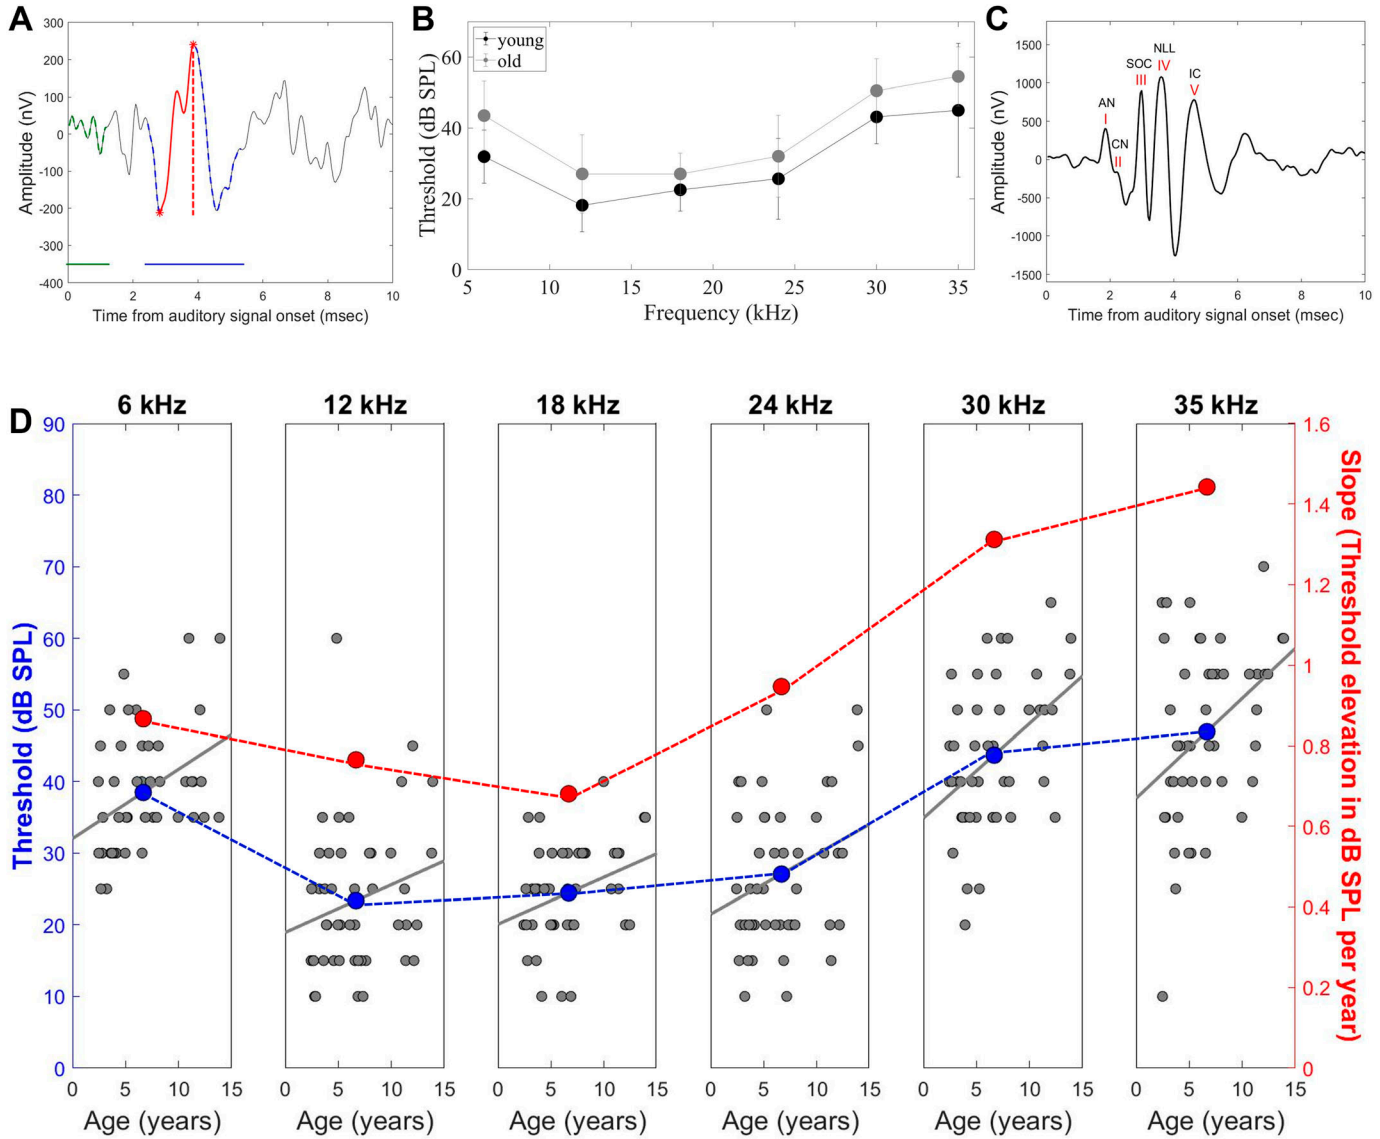 A
300
200
100
0
-100
-200
-300
-400
0 2 4 6 8 10
Amplitude (nV)
Time from auditory signal onset (msec)
B
young
old
60
40
20
0
5 10 15 20 25 30 35
Threshold (dB SPL)
Frequency (kHz)
C
1500
1000
500
0
-500
-1000
-1500
0 2 4 6 8 10
Amplitude (nV)
Time from auditory signal onset (msec)
AN
I
CN
II
SOC
III
NLL
IV
IC
V
D
6 kHz 12 kHz 18 kHz 24 kHz 30 kHz 35 kHz
Threshold (dB SPL)
90
80
70
60
50
40
30
20
10
0
0 5 10 15
0 5 10 15
0 5 10 15
0 5 10 15
0 5 10 15
0 5 10 15
Age (years) Age (years) Age (years) Age (years) Age (years) Age (years)
1.6
1.4
1.2
1
0.8
0.6
0.4
0.2
0
Slope (Threshold elevation in dB SPL per year)